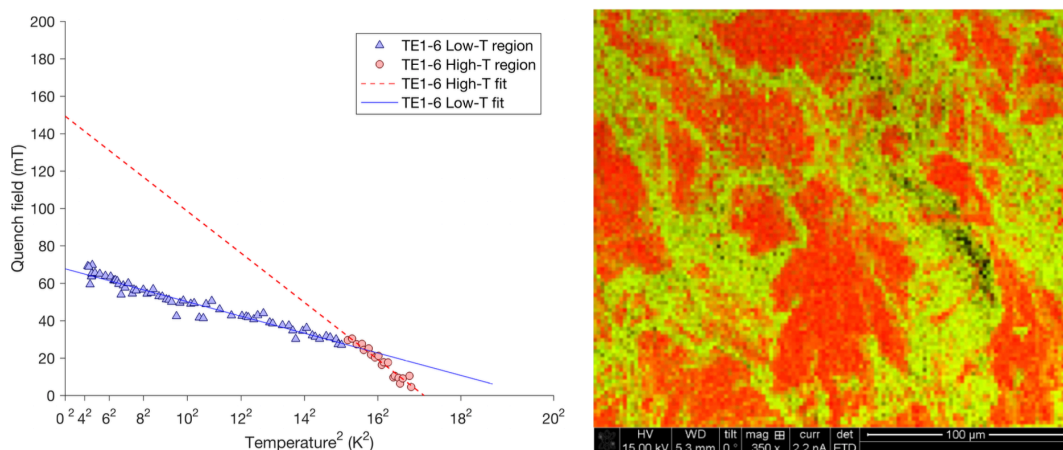 200
180
160
140
120
100
80
60
40
20
0
Quench field (mT)
0² 4² 6² 8² 10² 12² 14² 16² 18² 20²
Temperature² (K²)
TE1-6 Low-T region
TE1-6 High-T region
TE1-6 High-T fit
TE1-6 Low-T fit
HV WD tilt mag ⊞ curr det
15.00 kV 5.3 mm 0° 350 x 2.2 nA ETD
100 µm